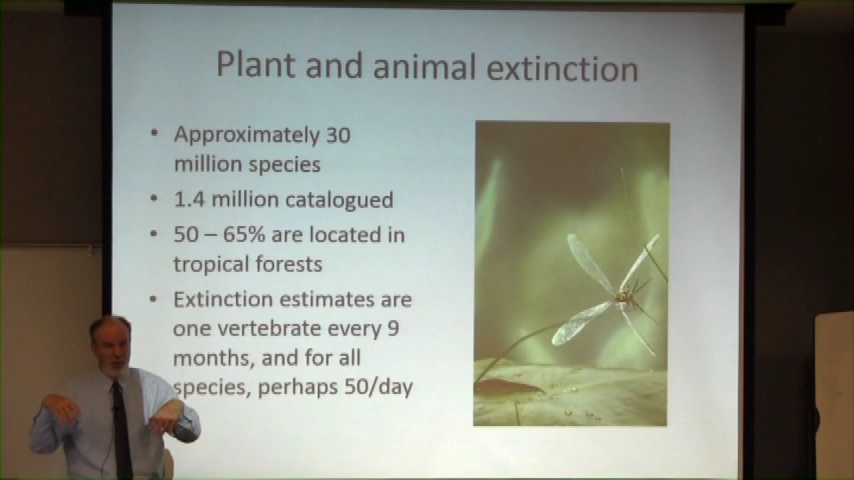 Plant and animal extinction
• Approximately 30
million species
• 1.4 million catalogued
• 50 – 65% are located in
tropical forests
• Extinction estimates are
one vertebrate every 9
months, and for all
species, perhaps 50/day